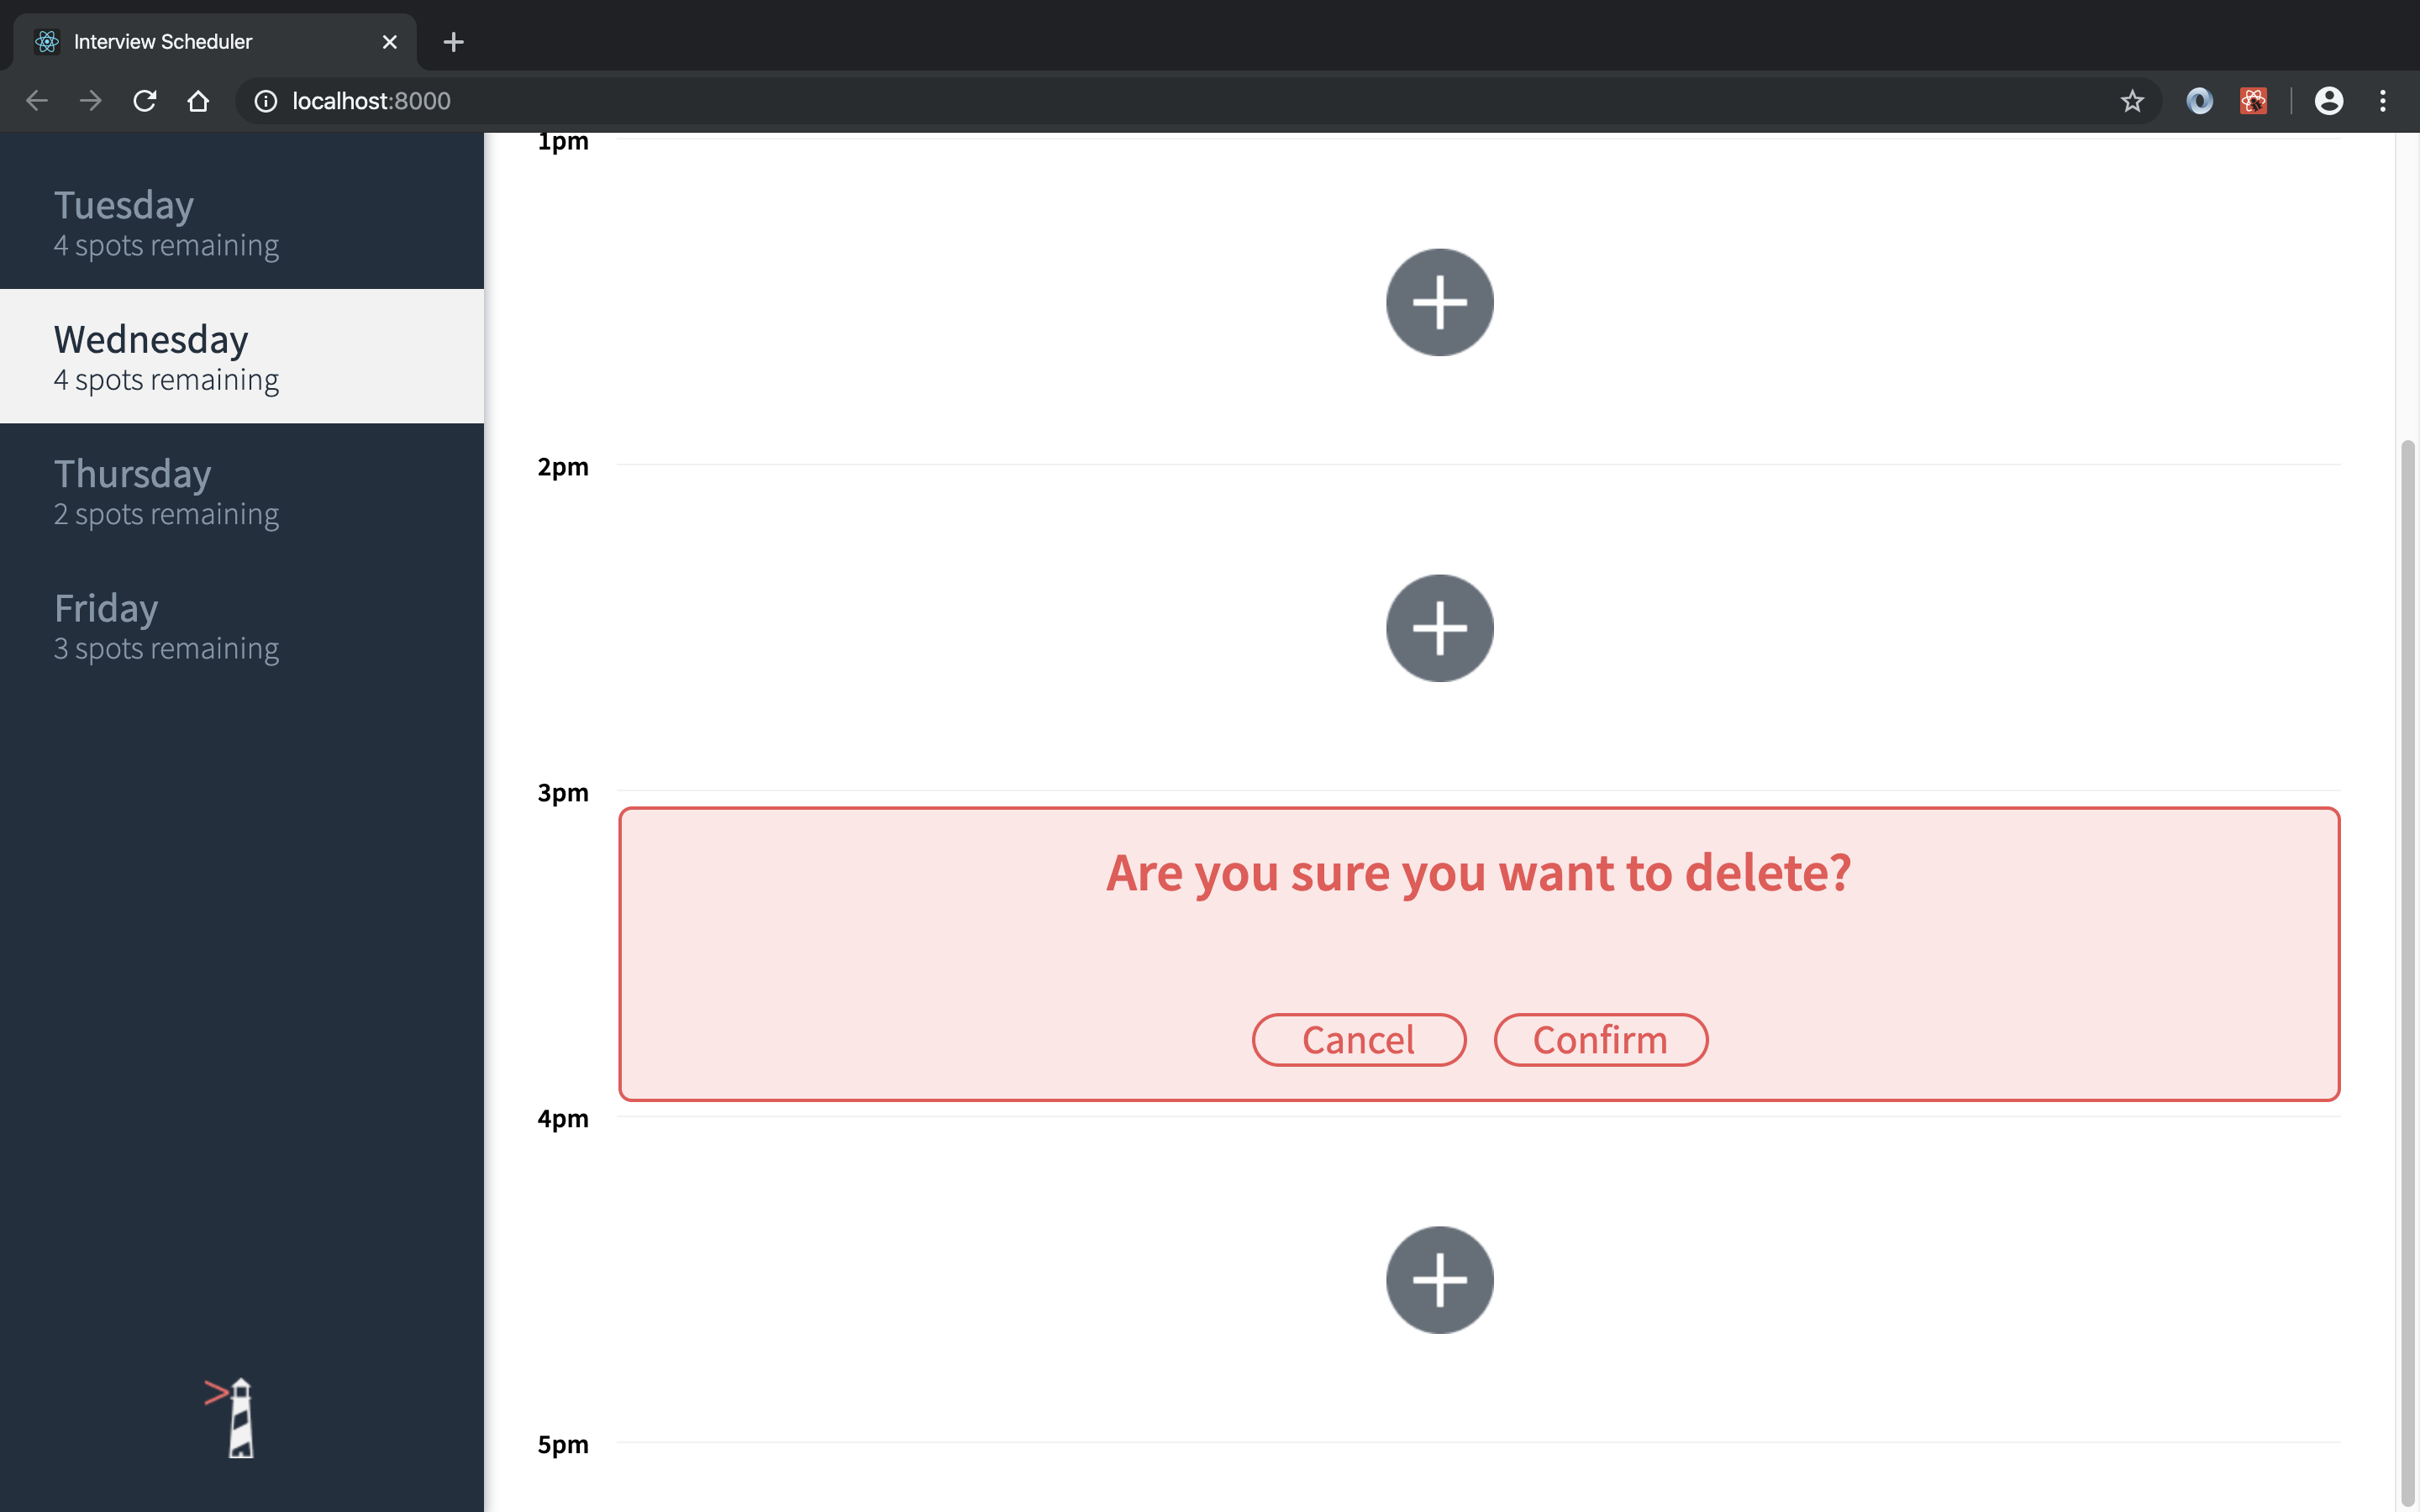 Interview Scheduler
localhost:8000
Tuesday
4 spots remaining
Wednesday
4 spots remaining
Thursday
2 spots remaining
Friday
3 spots remaining
1pm
2pm
3pm
Are you sure you want to delete?
Cancel Confirm
4pm
5pm